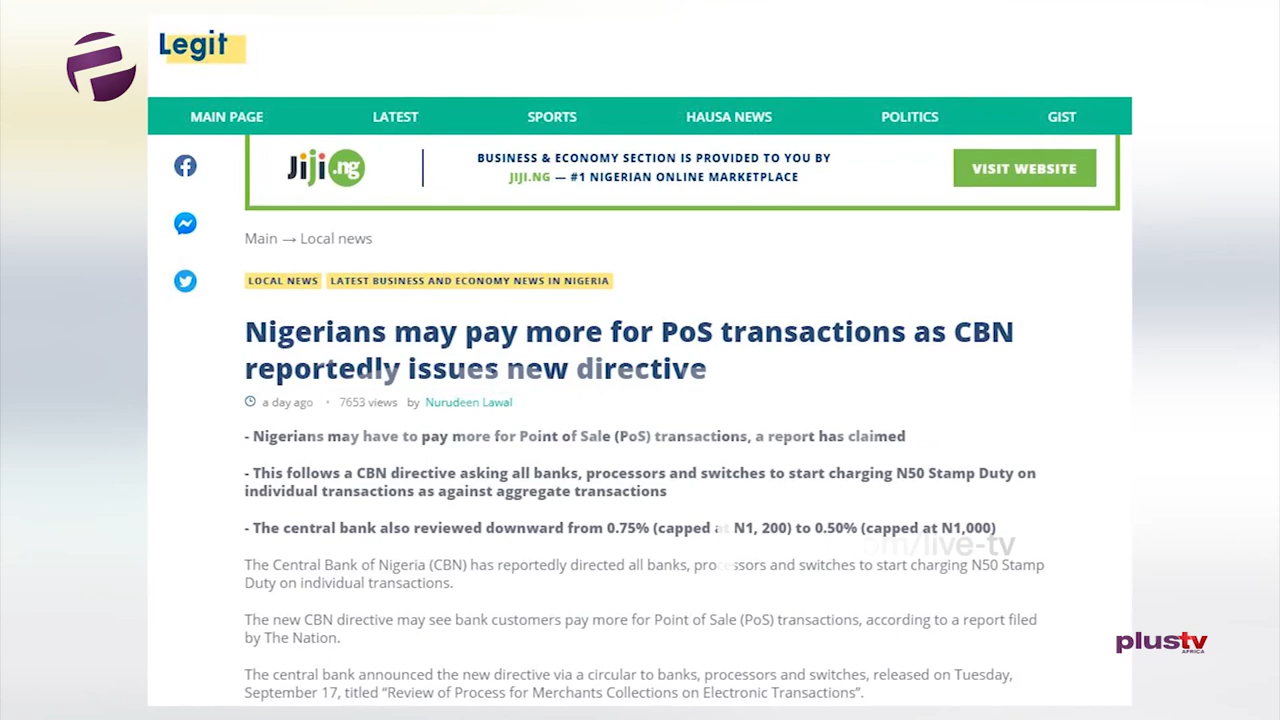 Legit
MAIN PAGE LATEST SPORTS HAUSA NEWS POLITICS GIST
Jiji .ng
BUSINESS & ECONOMY SECTION IS PROVIDED TO YOU BY
JIJI.NG — #1 NIGERIAN ONLINE MARKETPLACE
VISIT WEBSITE
Main → Local news
LOCAL NEWS LATEST BUSINESS AND ECONOMY NEWS IN NIGERIA
Nigerians may pay more for PoS transactions as CBN
reportedly issues new directive
a day ago • 7653 views by Nurudeen Lawal
- Nigerians may have to pay more for Point of Sale (PoS) transactions, a report has claimed
- This follows a CBN directive asking all banks, processors and switches to start charging N50 Stamp Duty on
individual transactions as against aggregate transactions
- The central bank also reviewed downward from 0.75% (capped at N1, 200) to 0.50% (capped at N1,000)
om/live-tv
The Central Bank of Nigeria (CBN) has reportedly directed all banks, processors and switches to start charging N50 Stamp
Duty on individual transactions.
The new CBN directive may see bank customers pay more for Point of Sale (PoS) transactions, according to a report filed
by The Nation.
The central bank announced the new directive via a circular to banks, processors and switches, released on Tuesday,
September 17, titled “Review of Process for Merchants Collections on Electronic Transactions”.
plustv
AFRICA